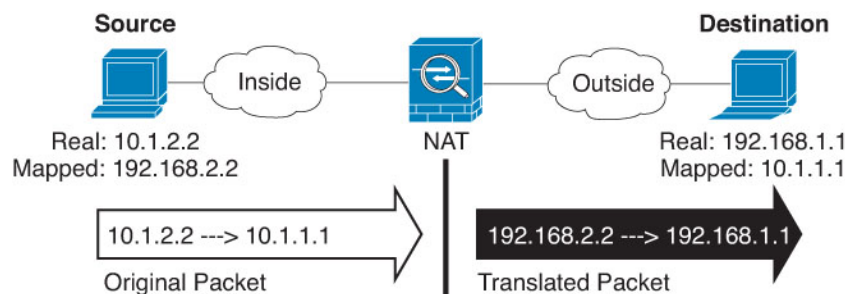 Source
Destination
Inside
Outside
Real: 10.1.2.2
Mapped: 192.168.2.2
NAT
Real: 192.168.1.1
Mapped: 10.1.1.1
10.1.2.2 ---> 10.1.1.1
192.168.2.2 ---> 192.168.1.1
Original Packet
Translated Packet